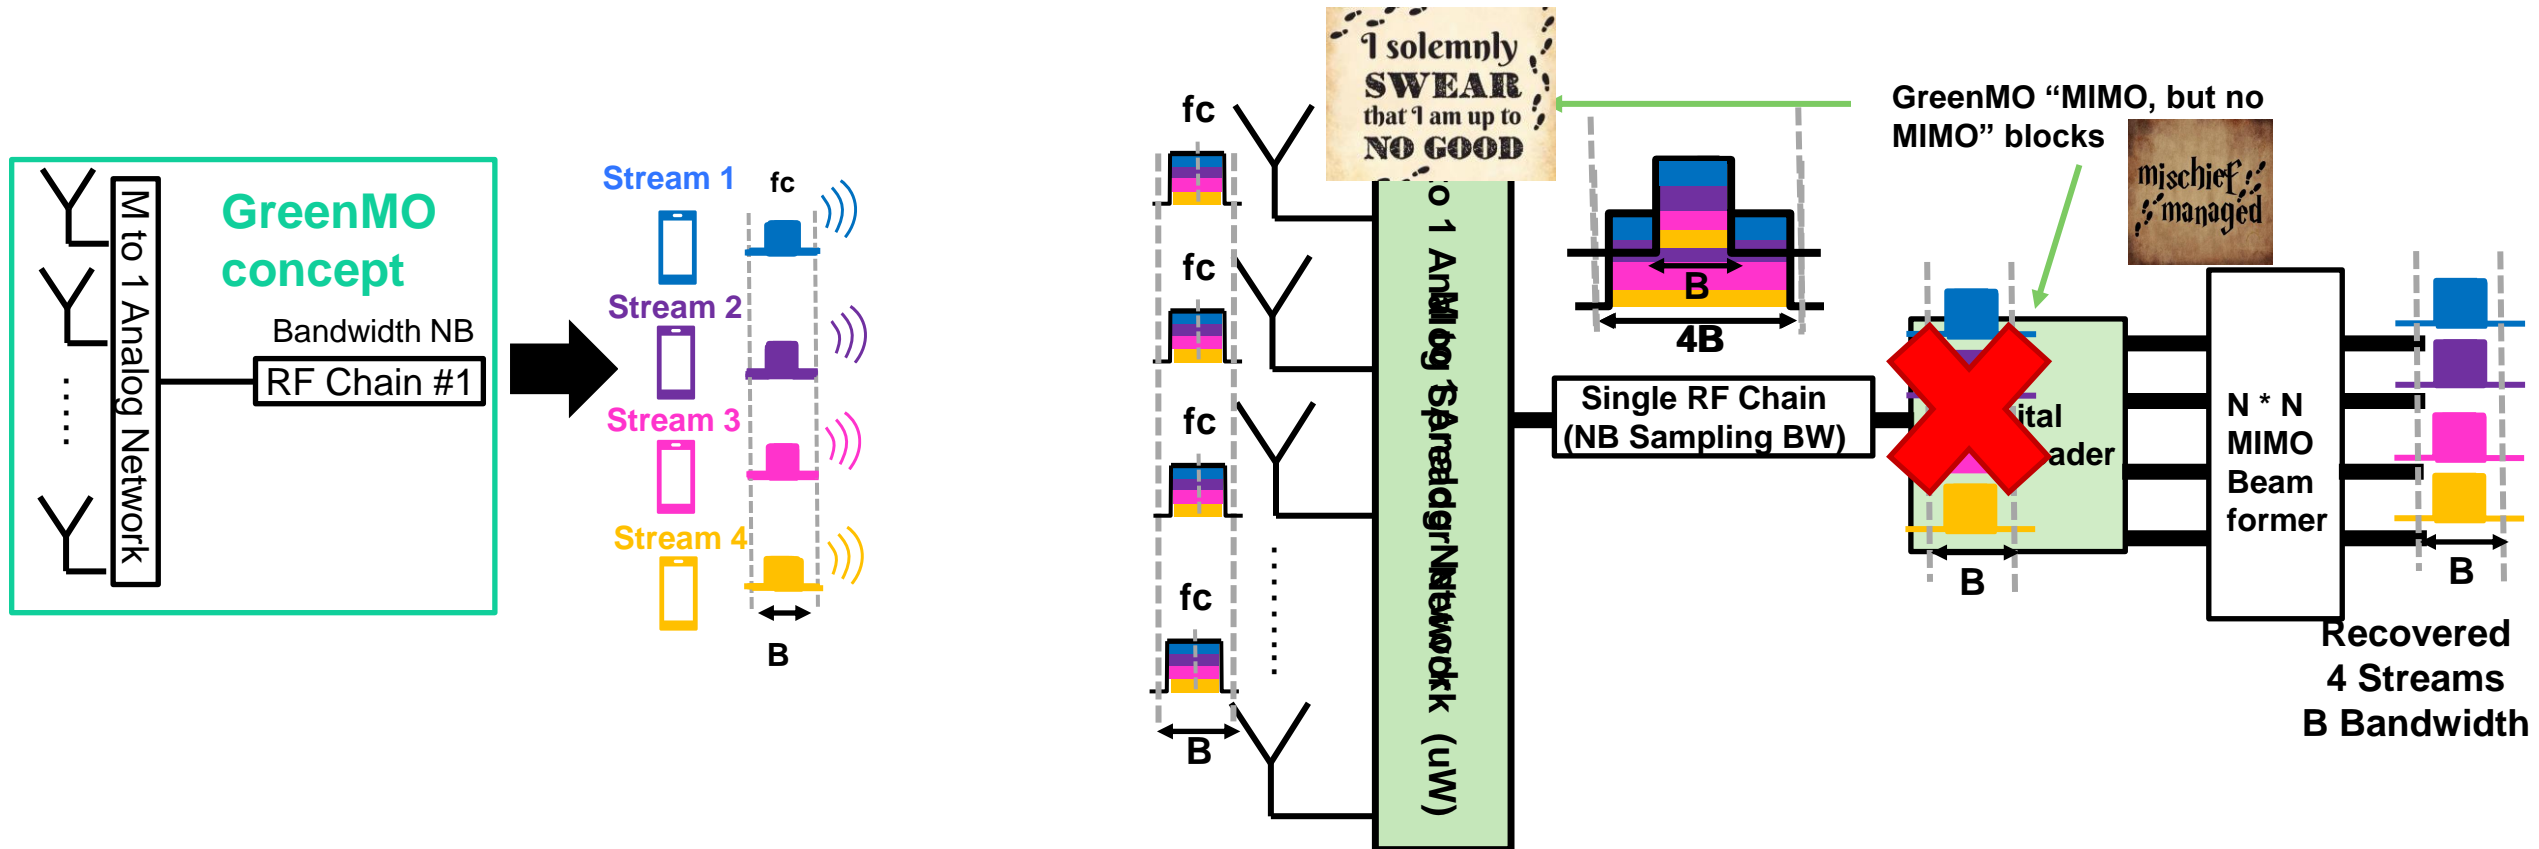 M to 1 Analog Network
GreenMO
concept
Bandwidth NB
RF Chain #1
Stream 1
fc
Stream 2
Stream 3
Stream 4
B
fc
fc
fc
fc
B
I solemnly
SWEAR
that I am up to
NO GOOD
B
4B
Single RF Chain
(NB Sampling BW)
GreenMO “MIMO, but no
MIMO” blocks
mischief
managed
B
N * N
MIMO
Beam
former
B
Recovered
4 Streams
B Bandwidth
(uW)